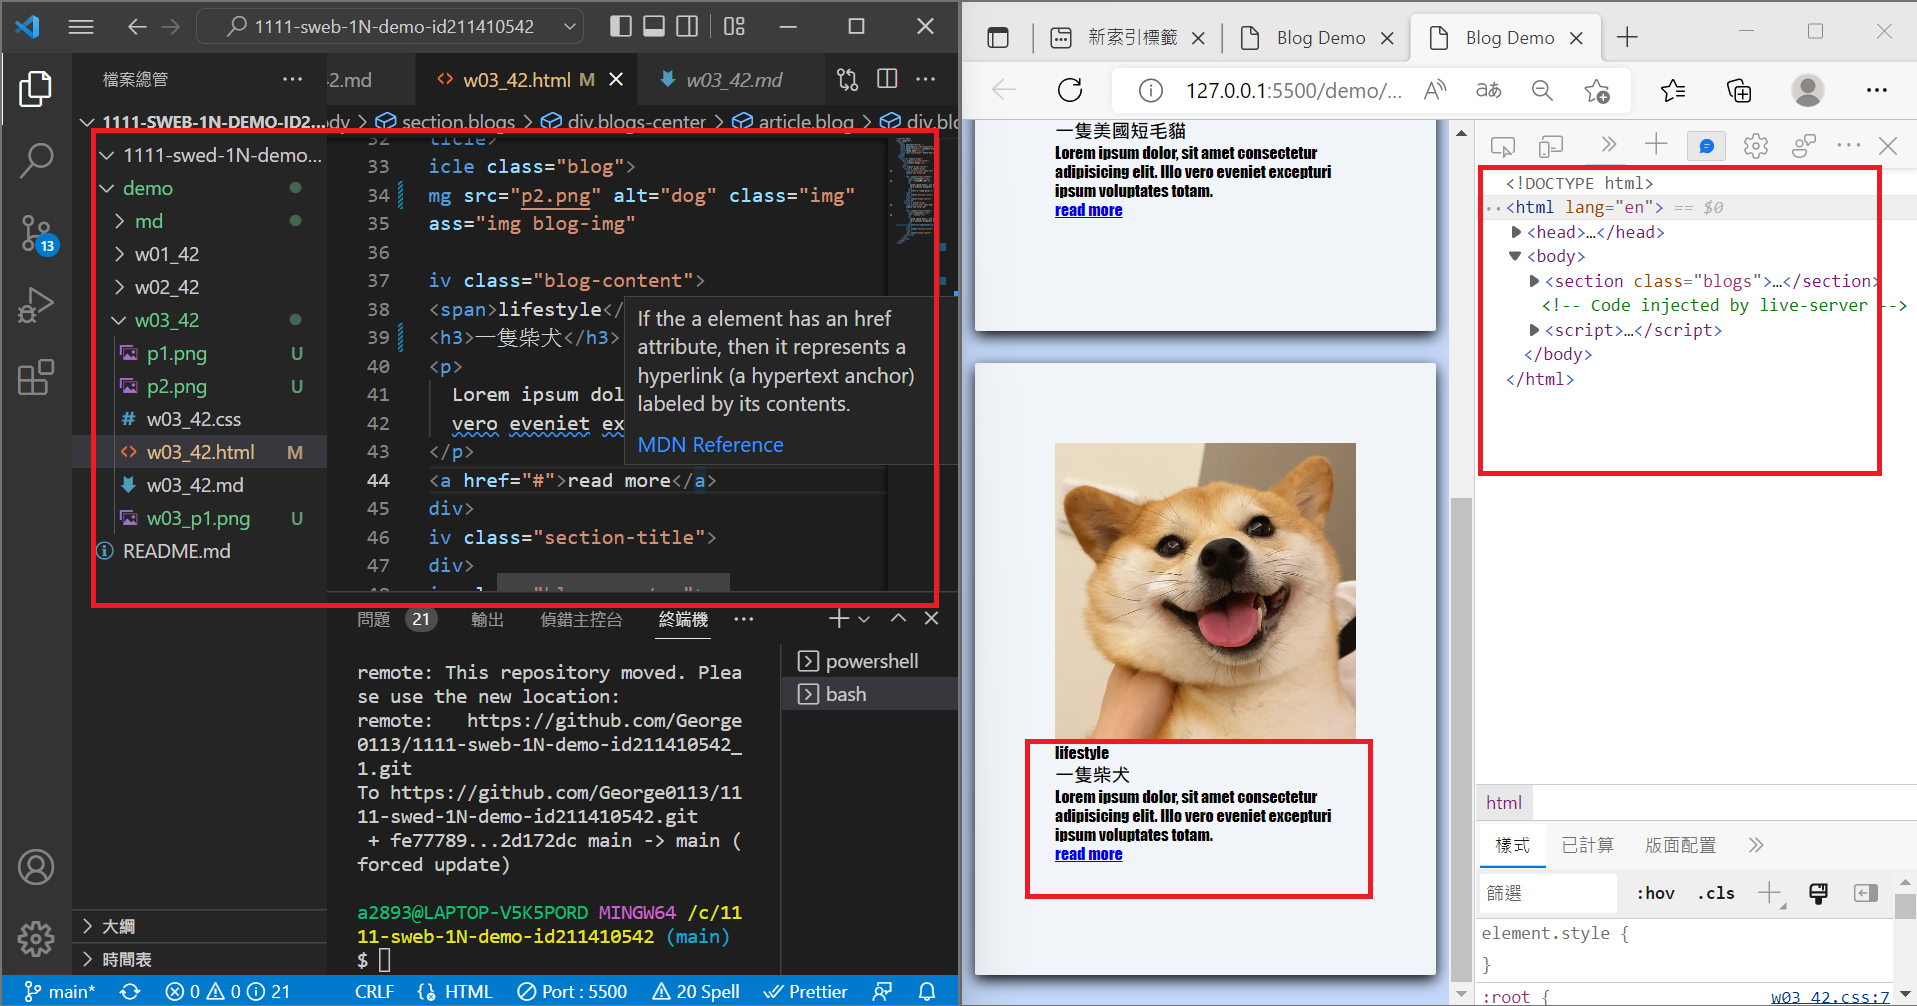 1111-sweb-1N-demo-id211410542
檔案總管
2.md
w03_42.html M
w03_42.md
1111-SWEB-1N-DEMO-ID2...
dy > section.blogs > div.blogs-center > article.blog > div.blo
1111-swed-1N-demo...
demo
md
w01_42
w02_42
w03_42
p1.png U
p2.png U
w03_42.css
w03_42.html M
w03_42.md
w03_p1.png U
README.md
大綱
時間表
13
32 title>
33 icle class="blog">
34 mg src="p2.png" alt="dog" class="img"
35 ass="img blog-img"
36
37 iv class="blog-content">
38 <span>lifestyle</
39 <h3>一隻柴犬</h3>
40 <p>
41 Lorem ipsum dol
42 vero eveniet ex
43 </p>
44 <a href="#">read more</a>
45 div>
46 iv class="section-title">
47 div>
If the a element has an href
attribute, then it represents a
hyperlink (a hypertext anchor)
labeled by its contents.
MDN Reference
問題 21 輸出 偵錯主控台 終端機
remote: This repository moved. Plea
se use the new location:
remote:   https://github.com/George
0113/1111-sweb-1N-demo-id211410542_
1.git
To https://github.com/George0113/11
11-swed-1N-demo-id211410542.git
+ fe77789...2d172dc main -> main (
forced update)
a2893@LAPTOP-V5K5PORD MINGW64 /c/11
11-sweb-1N-demo-id211410542 (main)
$
powershell
bash
main* 0 0 21 CRLF HTML Port : 5500 20 Spell Prettier
新索引標籤
Blog Demo
Blog Demo
127.0.0.1:5500/demo/...
aあ
一隻美國短毛貓
Lorem ipsum dolor, sit amet consectetur
adipisicing elit. Illo vero eveniet excepturi
ipsum voluptates totam.
read more
lifestyle
一隻柴犬
Lorem ipsum dolor, sit amet consectetur
adipisicing elit. Illo vero eveniet excepturi
ipsum voluptates totam.
read more
<!DOCTYPE html>
<html lang="en"> == $0
<head>…</head>
<body>
<section class="blogs">…</section>
<!-- Code injected by live-server -->
<script>…</script>
</body>
</html>
html
樣式 已計算 版面配置
篩選 :hov .cls
element.style {
}
:root { w03_42.css:7